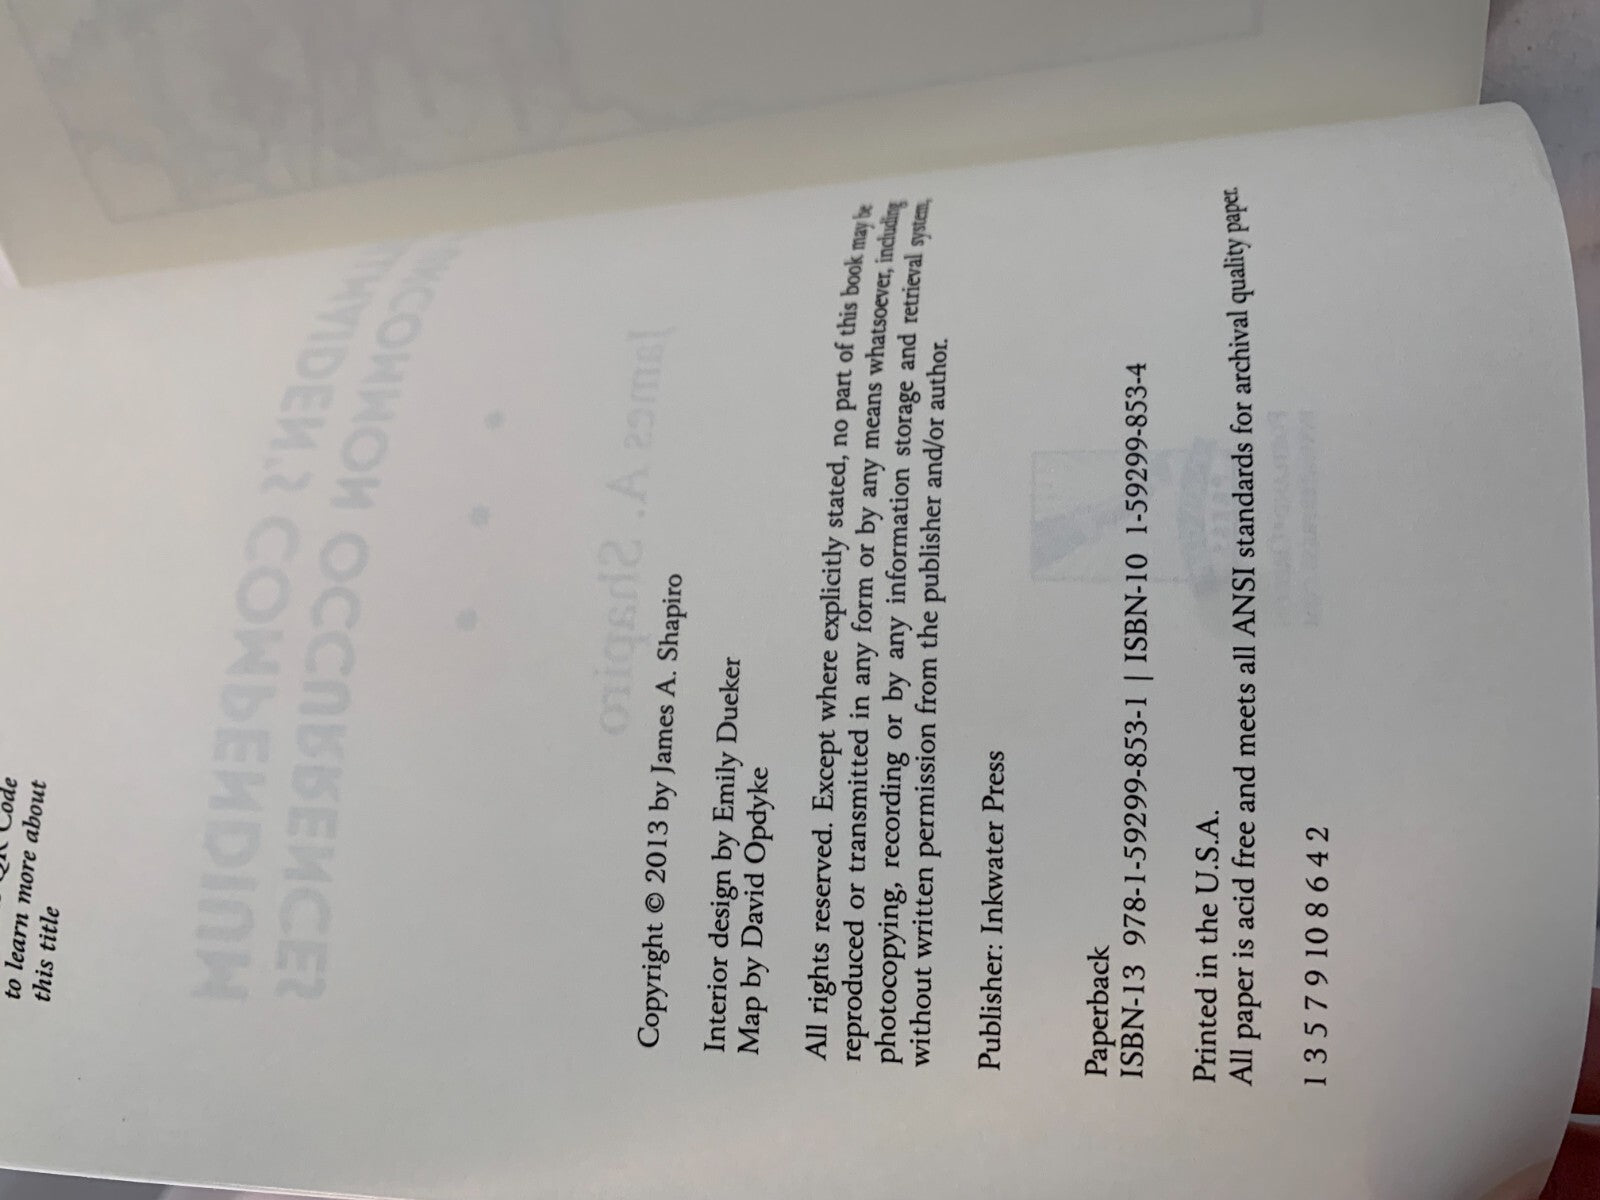 Code
to learn more about
this title
Copyright © 2013 by James A. Shapiro
Interior design by Emily Dueker
Map by David Opdyke
All rights reserved. Except where explicitly stated, no part of this book may be
reproduced or transmitted in any form or by any means whatsoever, including
photocopying, recording or by any information storage and retrieval system,
without written permission from the publisher and/or author.
Publisher: Inkwater Press
Paperback
ISBN-13 978-1-59299-853-1 | ISBN-10 1-59299-853-4
Printed in the U.S.A.
All paper is acid free and meets all ANSI standards for archival quality paper.
1 3 5 7 9 10 8 6 4 2
COMPENDIUM
OCCURRENCES
James A. Shapiro